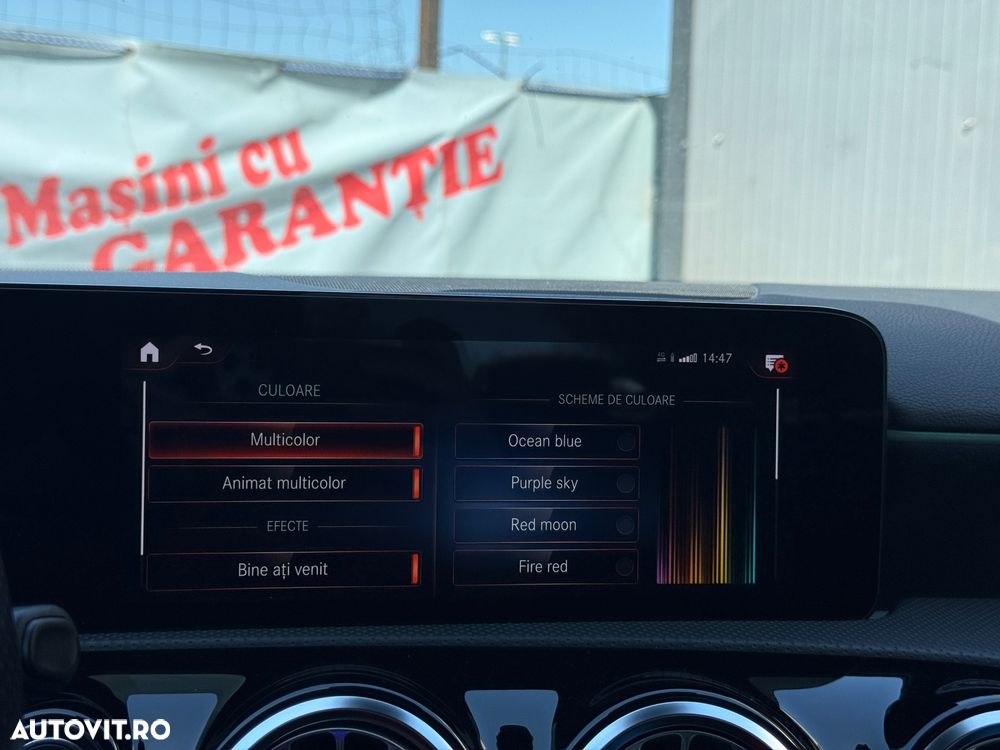 Mașini cu
GARANȚIE
4G
14:47
CULOARE
Multicolor
Animat multicolor
EFECTE
Bine ați venit
SCHEME DE CULOARE
Ocean blue
Purple sky
Red moon
Fire red
AUTOVIT.RO